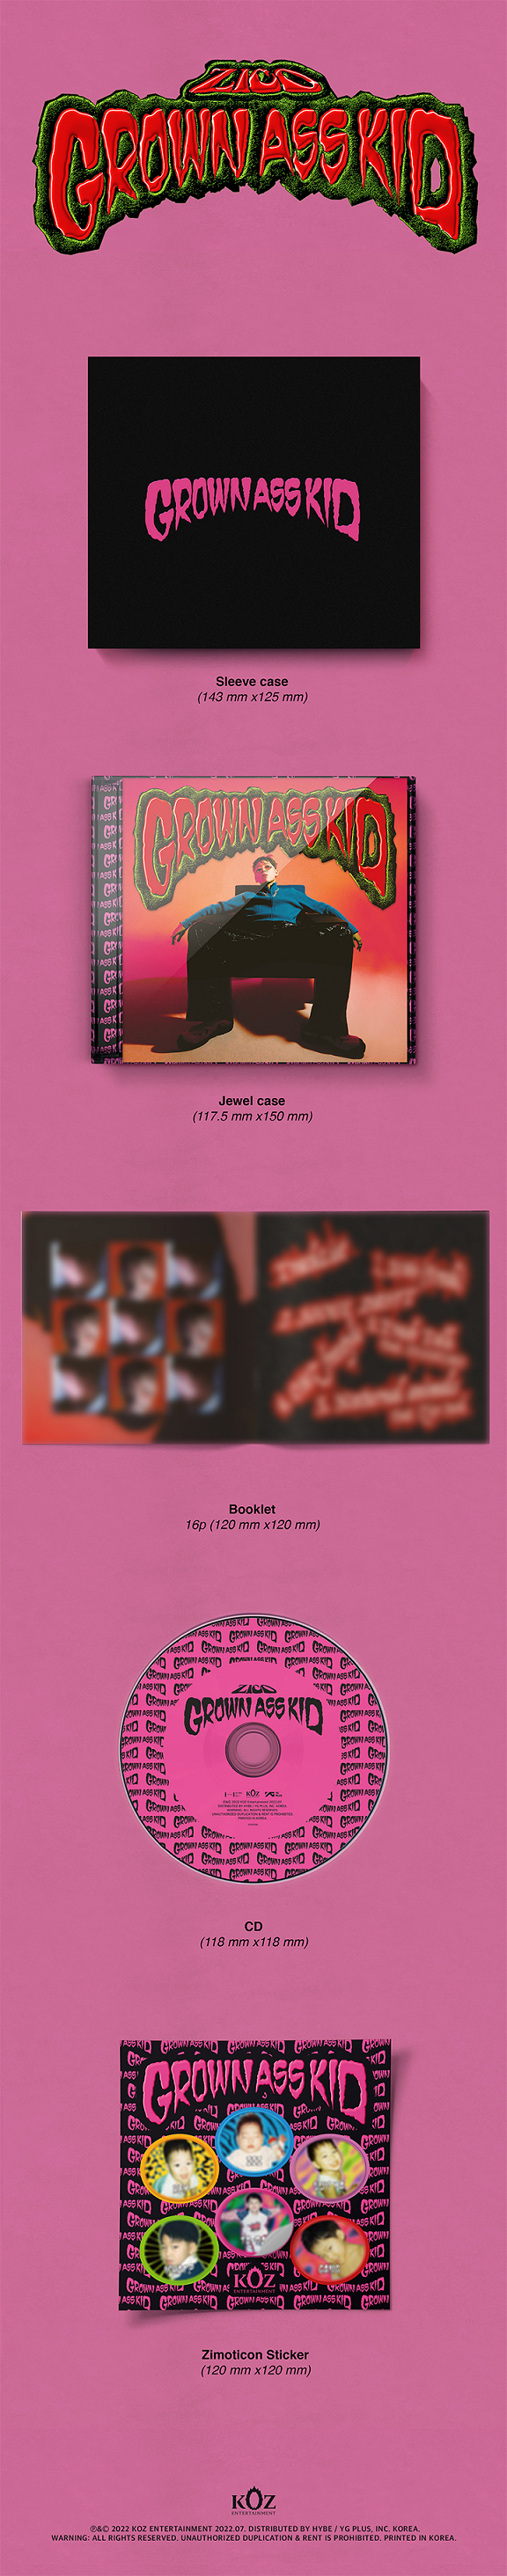 ZICO
GROWN ASS KID
GROWN ASS KID
Sleeve case
(143 mm x125 mm)
GROWN ASS KID
Jewel case
(117.5 mm x150 mm)
Booklet
16p (120 mm x120 mm)
ZICO
GROWN ASS KID
KOZ
CD
(118 mm x118 mm)
GROWN ASS KID
KOZ
ENTERTAINMENT
Zimoticon Sticker
(120 mm x120 mm)
KOZ
ENTERTAINMENT
℗&© 2022 KOZ ENTERTAINMENT 2022.07. DISTRIBUTED BY HYBE / YG PLUS, INC. KOREA.
WARNING: ALL RIGHTS RESERVED. UNAUTHORIZED DUPLICATION & RENT IS PROHIBITED. PRINTED IN KOREA.